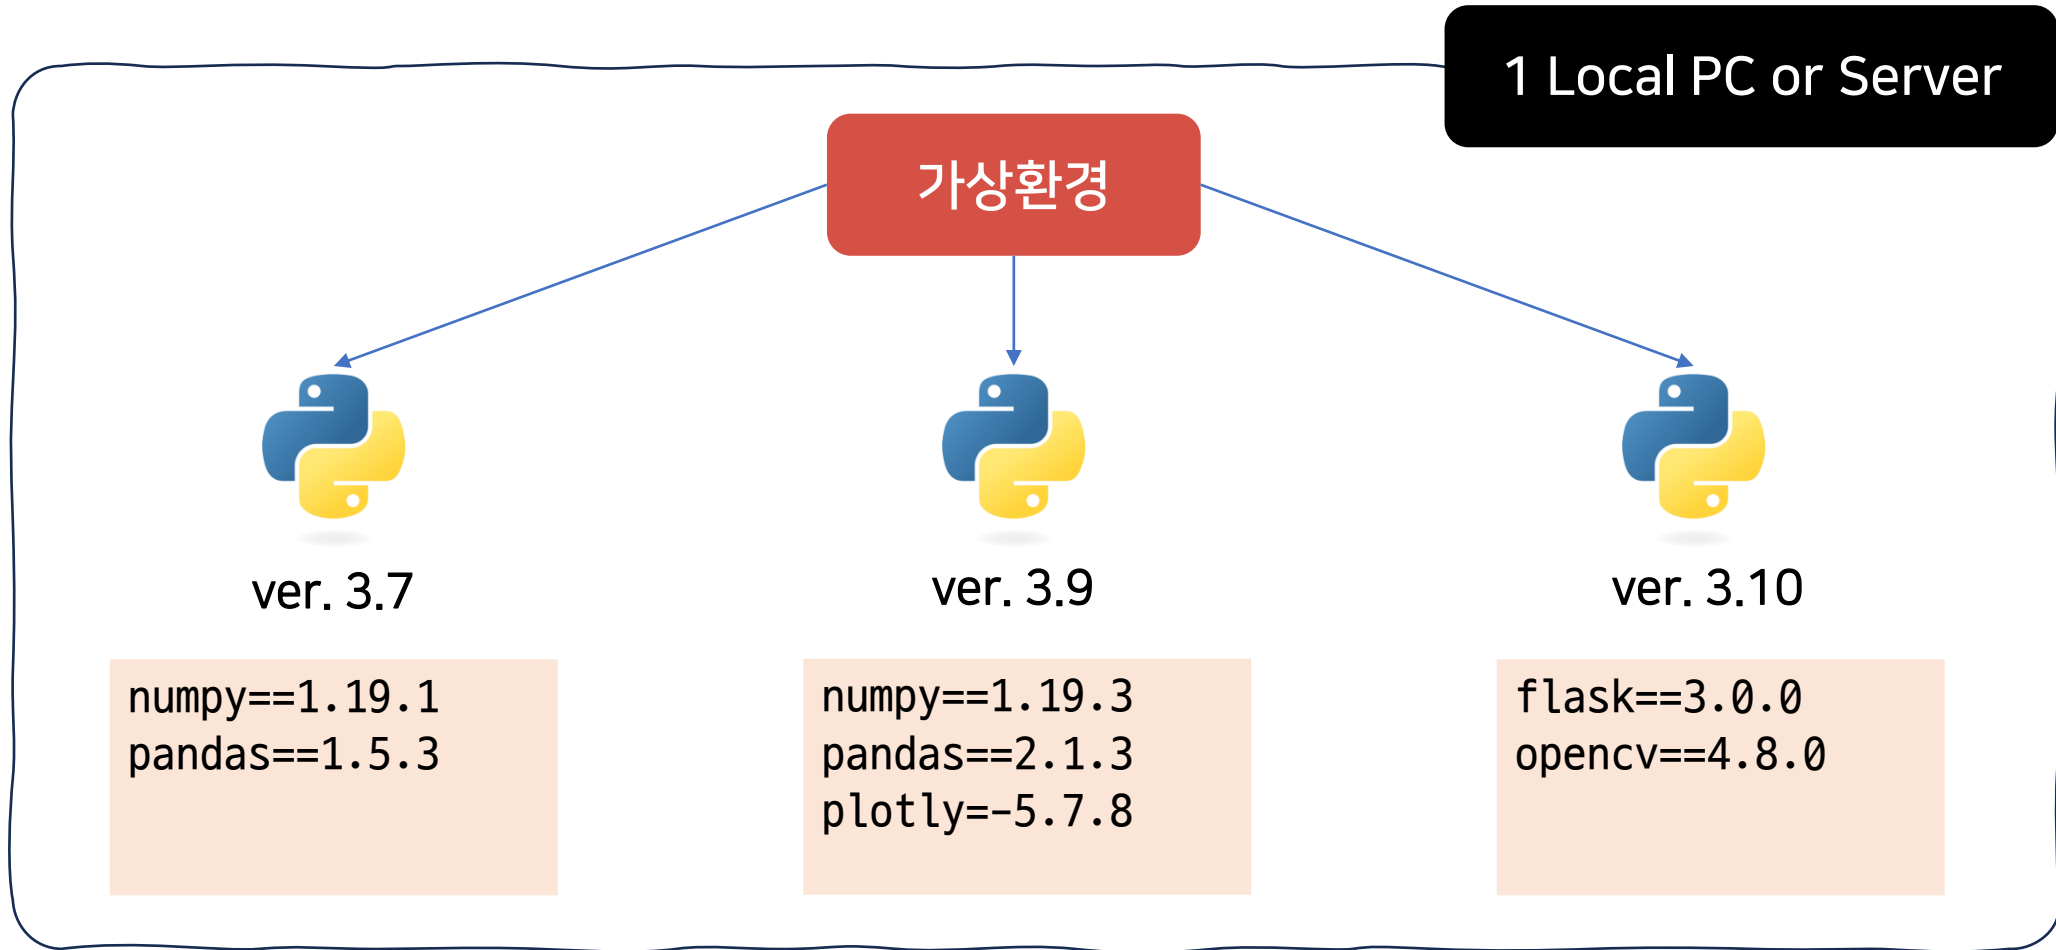 1 Local PC or Server
가상환경
ver. 3.7
ver. 3.9
ver. 3.10
numpy==1.19.1
pandas==1.5.3
numpy==1.19.3
pandas==2.1.3
plotly=-5.7.8
flask==3.0.0
opencv==4.8.0